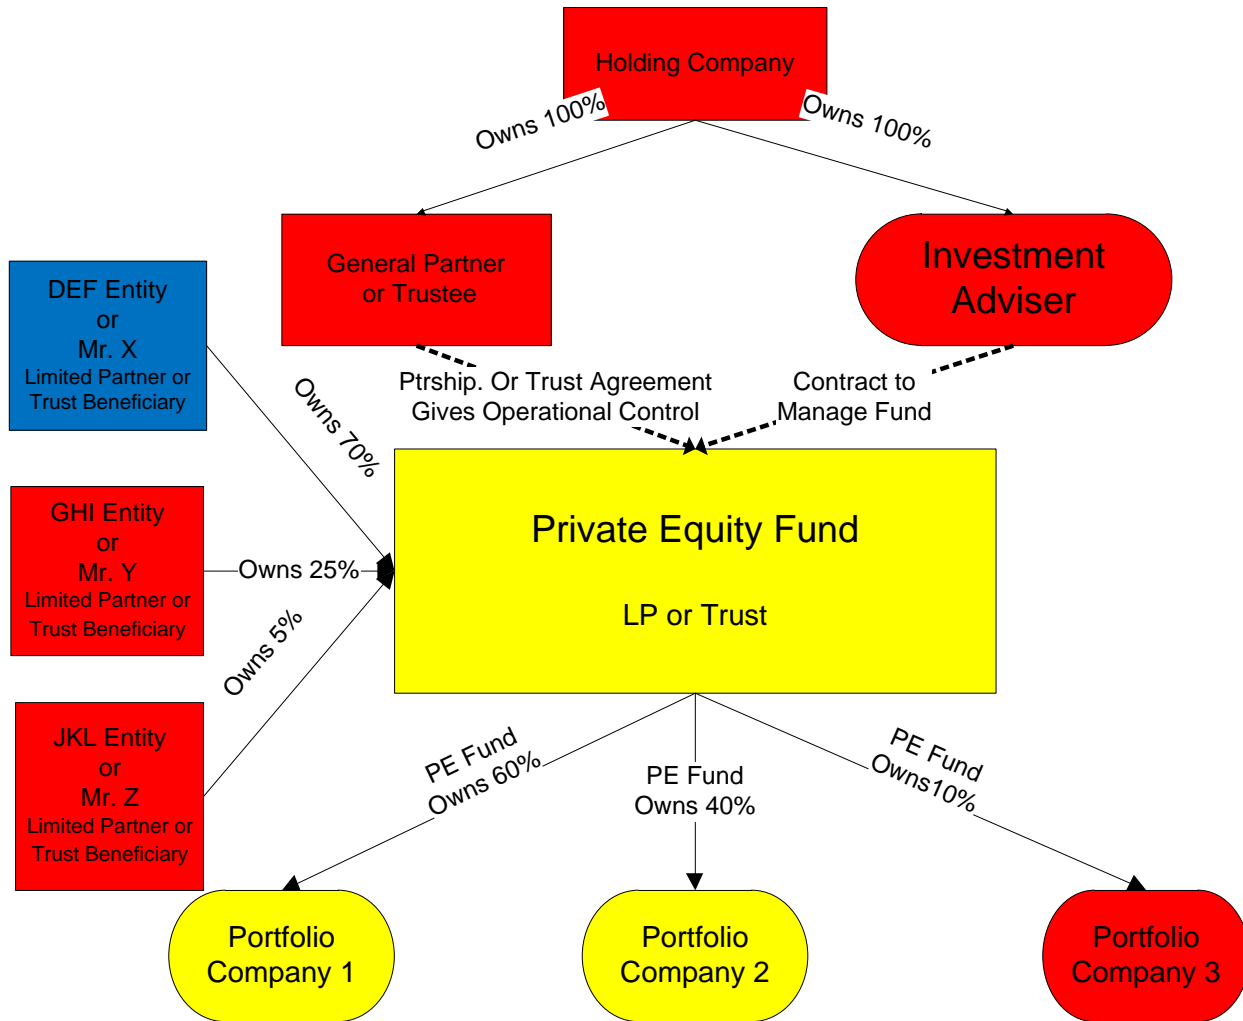 Holding Company
Owns 100%
Owns 100%
General Partner
or Trustee
Investment
Adviser
DEF Entity
or
Mr. X
Limited Partner or
Trust Beneficiary
Ptrship. Or Trust Agreement
Gives Operational Control
Contract to
Manage Fund
Owns 70%
GHI Entity
or
Mr. Y
Limited Partner or
Trust Beneficiary
Owns 25%
Private Equity Fund
LP or Trust
Owns 5%
JKL Entity
or
Mr. Z
Limited Partner or
Trust Beneficiary
PE Fund
Owns 60%
PE Fund
Owns 40%
PE Fund
Owns10%
Portfolio
Company 1
Portfolio
Company 2
Portfolio
Company 3